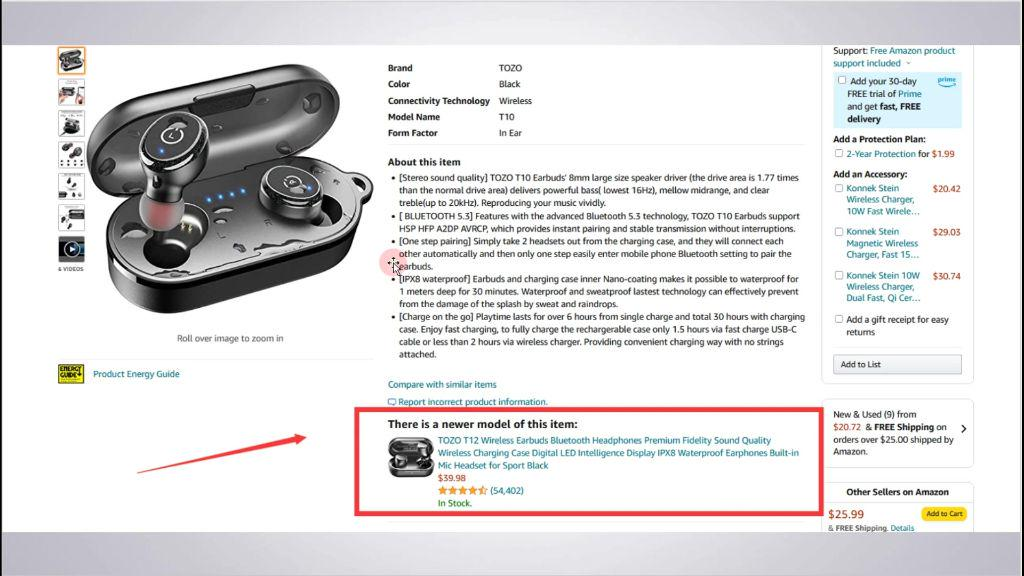 Brand TOZO
Color Black
Connectivity Technology Wireless
Model Name T10
Form Factor In Ear
About this item
[Stereo sound quality] TOZO T10 Earbuds' 8mm large size speaker driver (the drive area is 1.77 times
than the normal drive area) delivers powerful bass( lowest 16Hz), mellow midrange, and clear
treble(up to 20kHz). Reproducing your music vividly.
[ BLUETOOTH 5.3] Features with the advanced Bluetooth 5.3 technology, TOZO T10 Earbuds support
HSP HFP A2DP AVRCP, which provides instant pairing and stable transmission without interruptions.
[One step pairing] Simply take 2 headsets out from the charging case, and they will connect each
other automatically and then only one step easily enter mobile phone Bluetooth setting to pair the
earbuds.
[IPX8 waterproof] Earbuds and charging case inner Nano-coating makes it possible to waterproof for
1 meters deep for 30 minutes. Waterproof and sweatproof lastest technology can effectively prevent
from the damage of the splash by sweat and raindrops.
[Charge on the go] Playtime lasts for over 6 hours from single charge and total 30 hours with charging
case. Enjoy fast charging, to fully charge the rechargeable case only 1.5 hours via fast charge USB-C
cable or less than 2 hours via wireless charger. Providing convenient charging way with no strings
attached.
Compare with similar items
Report incorrect product information.
There is a newer model of this item:
TOZO T12 Wireless Earbuds Bluetooth Headphones Premium Fidelity Sound Quality
Wireless Charging Case Digital LED Intelligence Display IPX8 Waterproof Earphones Built-in
Mic Headset for Sport Black
$39.98
(54,402)
In Stock.
6 VIDEOS
L
Roll over image to zoom in
ENERGY
GUIDE
Product Energy Guide
Support: Free Amazon product
support included
Add your 30-day
FREE trial of Prime
and get fast, FREE
delivery
prime
Add a Protection Plan:
2-Year Protection for $1.99
Add an Accessory:
Konnek Stein
Wireless Charger,
10W Fast Wirele...
$20.42
Konnek Stein
Magnetic Wireless
Charger, Fast 15...
$29.03
Konnek Stein 10W
Wireless Charger,
Dual Fast, Qi Cer...
$30.74
Add a gift receipt for easy
returns
Add to List
New & Used (9) from
$20.72 & FREE Shipping on
orders over $25.00 shipped by
Amazon.
Other Sellers on Amazon
$25.99 Add to Cart
& FREE Shipping. Details